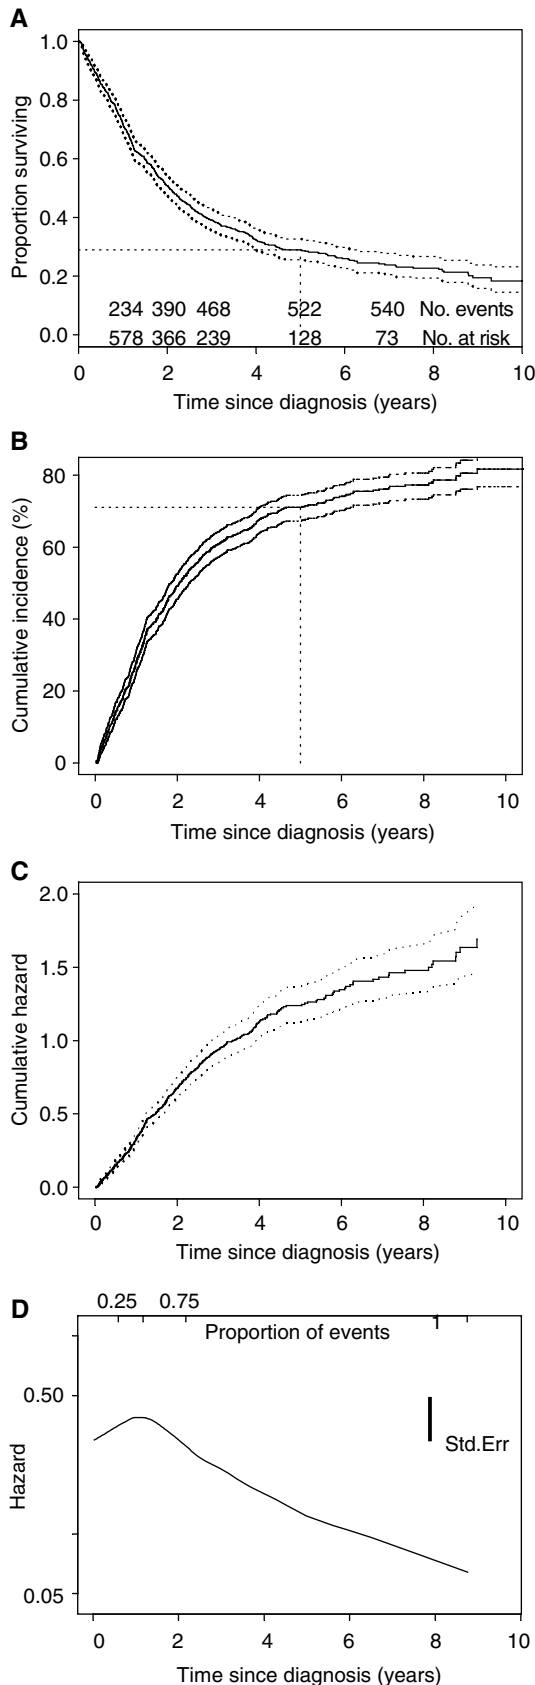 A
1.0
0.8
0.6
0.4
0.2
0.0
Proportion surviving
234 390 468 522 540 No. events
578 366 239 128 73 No. at risk
0 2 4 6 8 10
Time since diagnosis (years)
B
80
60
40
20
0
Cumulative incidence (%)
0 2 4 6 8 10
Time since diagnosis (years)
C
2.0
1.5
1.0
0.5
0.0
Cumulative hazard
0 2 4 6 8 10
Time since diagnosis (years)
D
0.25 0.75
1
Proportion of events
0.50
Std.Err
Hazard
0.05
0 2 4 6 8 10
Time since diagnosis (years)